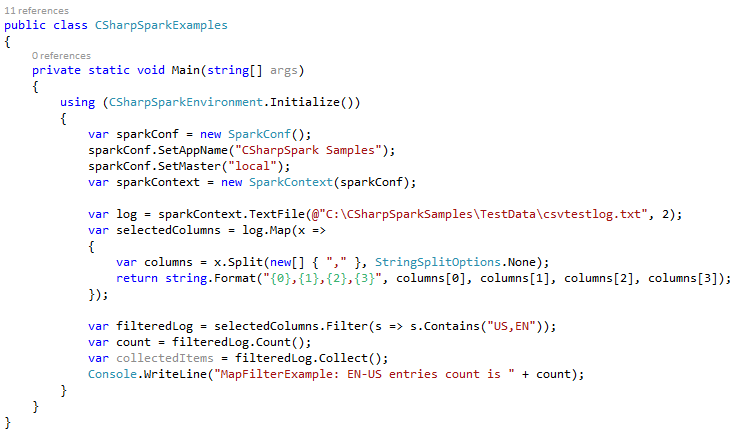 11 references
public class CSharpSparkExamples
{
0 references
private static void Main(string[] args)
{
using (CSharpSparkEnvironment.Initialize())
{
var sparkConf = new SparkConf();
sparkConf.SetAppName("CSharpSpark Samples");
sparkConf.SetMaster("local");
var sparkContext = new SparkContext(sparkConf);
var log = sparkContext.TextFile(@"C:\CSharpSparkSamples\TestData\csvtestlog.txt", 2);
var selectedColumns = log.Map(x =>
{
var columns = x.Split(new[] { "," }, StringSplitOptions.None);
return string.Format("{0},{1},{2},{3}", columns[0], columns[1], columns[2], columns[3]);
});
var filteredLog = selectedColumns.Filter(s => s.Contains("US,EN"));
var count = filteredLog.Count();
var collectedItems = filteredLog.Collect();
Console.WriteLine("MapFilterExample: EN-US entries count is " + count);
}
}
}